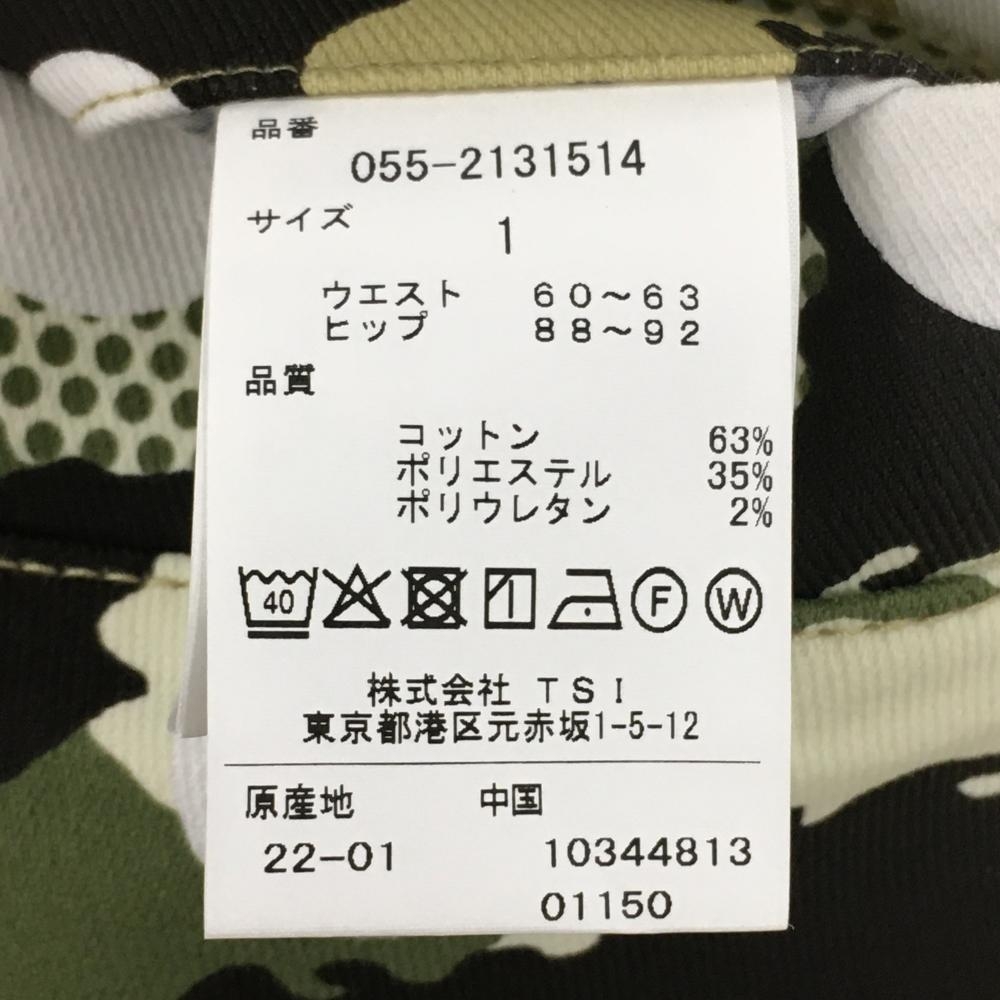 品番
055-2131514
サイズ
1
ウエスト 60～63
ヒップ 88～92
品質
コットン 63%
ポリエステル 35%
ポリウレタン 2%
40 F W
株式会社 TSI
東京都港区元赤坂1-5-12
原産地 中国
22-01 10344813
01150